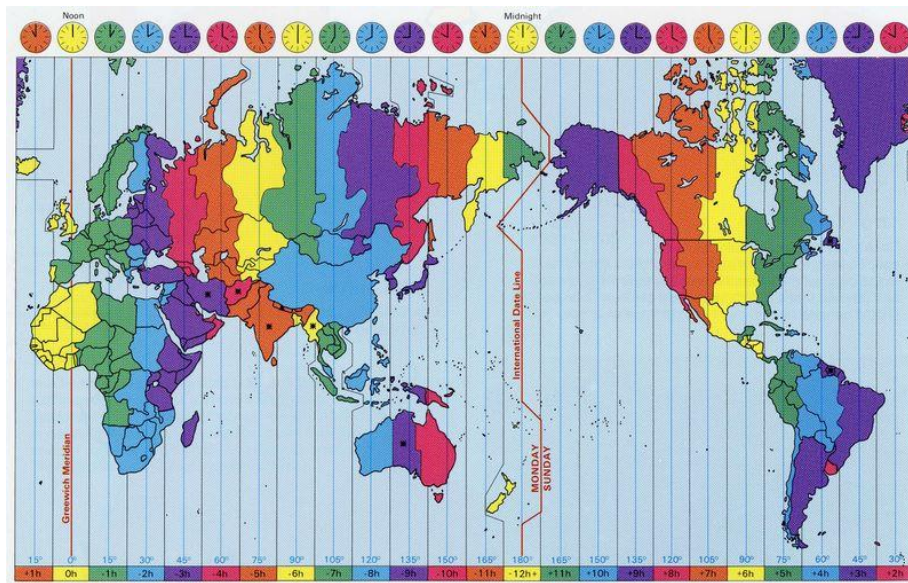 Noon Midnight
International Date Line
Greewich Meridian
MONDAY
SUNDAY
15° 0° 15° 30° 45° 60° 75° 90° 105° 120° 135° 150° 165° 180° 165° 150° 135° 120° 105° 90° 75° 60° 45° 30°
+1h 0h -1h -2h -3h -4h -5h -6h -7h -8h -9h -10h -11h -12h+ +11h +10h +9h +8h +7h +6h +5h +4h +3h +2h